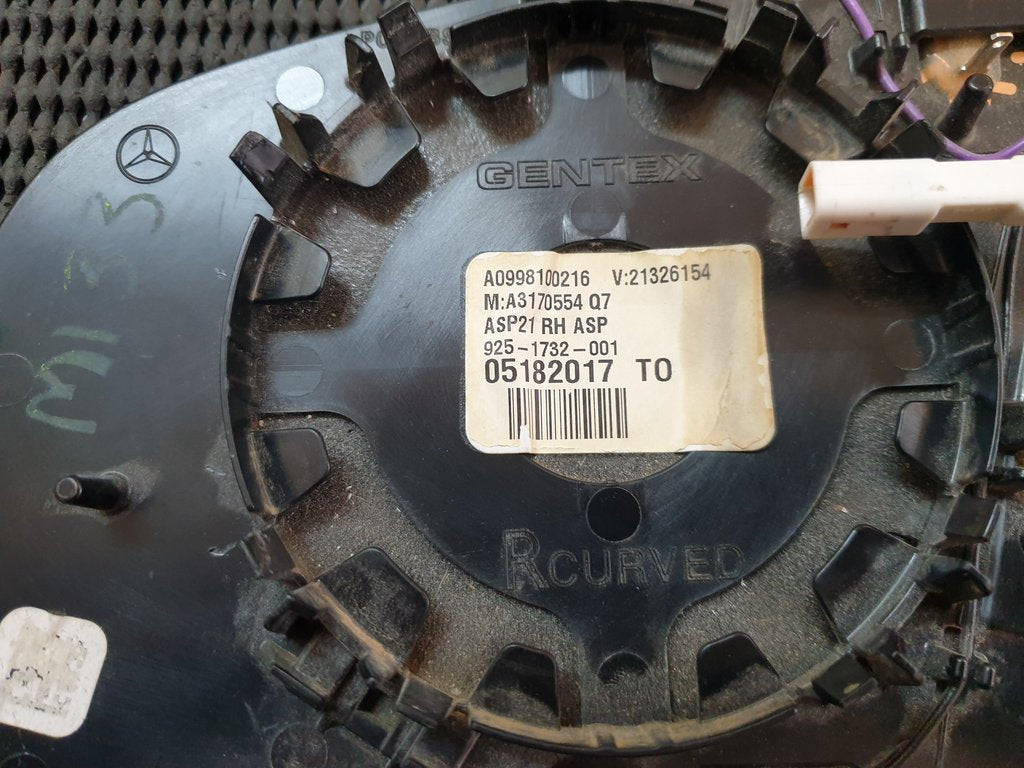 GENTEX
A0998100216 V:21326154
M:A3170554 Q7
ASP21 RH ASP
925-1732-001
05182017 TO
RCURVED